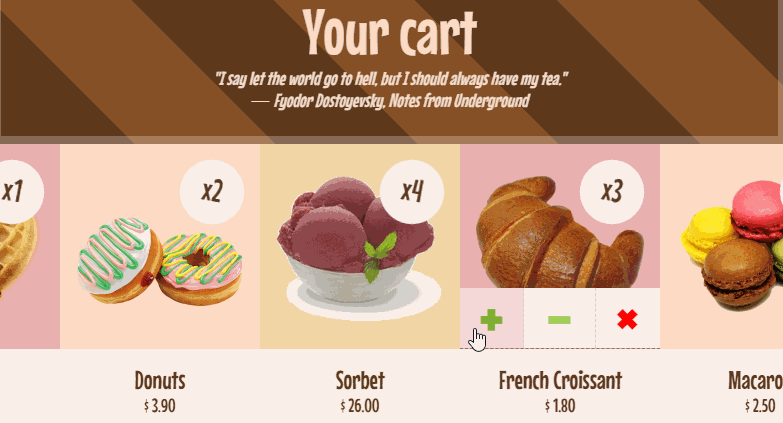 Your cart
"I say let the world go to hell, but I should always have my tea."
— Fyodor Dostoyevsky, Notes from Underground
x1
x2
x4
x3
Donuts
Sorbet
French Croissant
Macaro
$ 3.90
$ 26.00
$ 1.80
$ 2.50